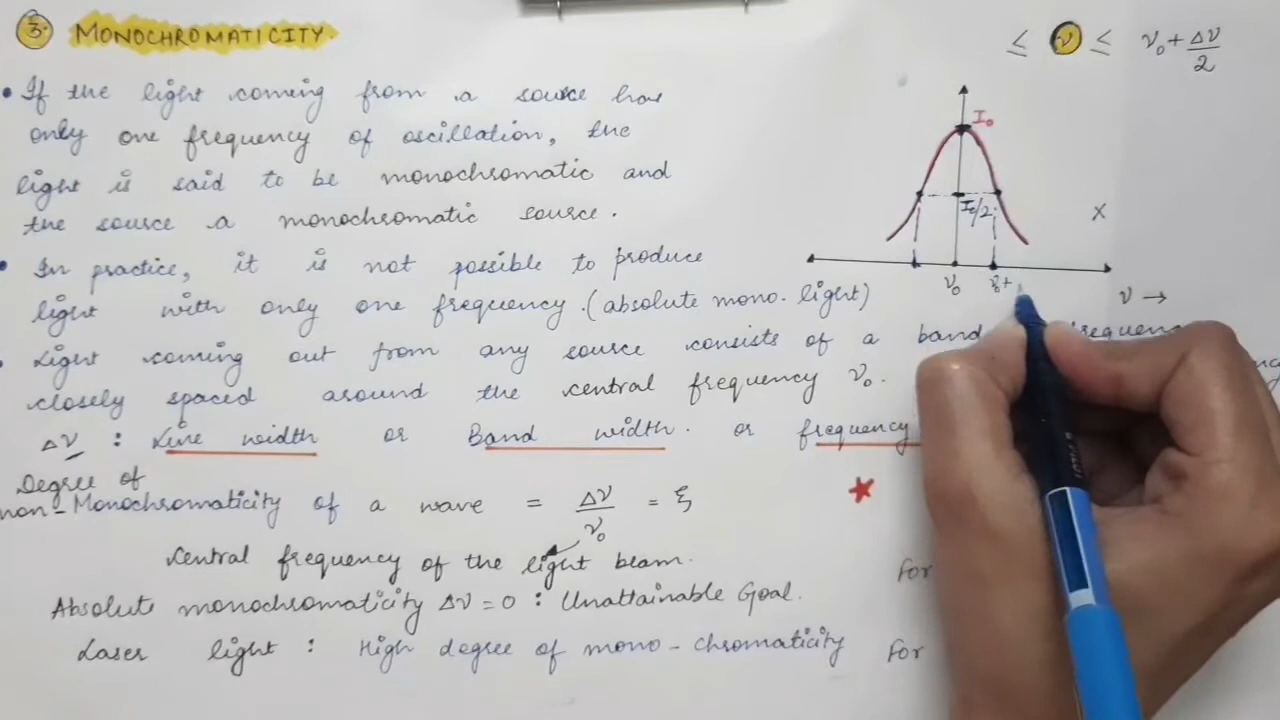 3. MONOCHROMATICITY
≤ ν ≤ ν₀ + Δν/2
• If the light coming from a source has
only one frequency of oscillation, the
light is said to be monochromatic and
the source a monochromatic source.
I₀
I₀/2
X
ν₀ ν₀+
ν →
• In practice, it is not possible to produce
light with only one frequency. (absolute mono. light)
• Light coming out from any source consists of a band
closely spaced around the central frequency ν₀.
Δν : Line width or Band width. or frequency
Degree of
non-Monochromaticity of a wave = Δν/ν₀ = ξ
central frequency of the light beam.
For
Absolute monochromaticity Δν = 0 : Unattainable Goal.
Laser light : High degree of mono-chromaticity
For